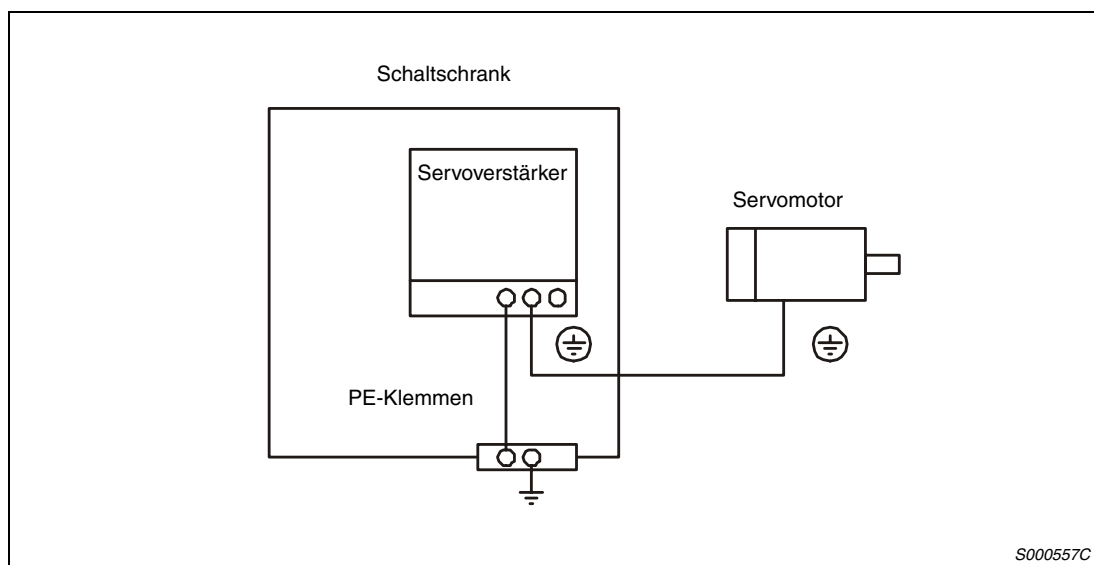 Schaltschrank
Servoverstärker
Servomotor
PE-Klemmen
S000557C